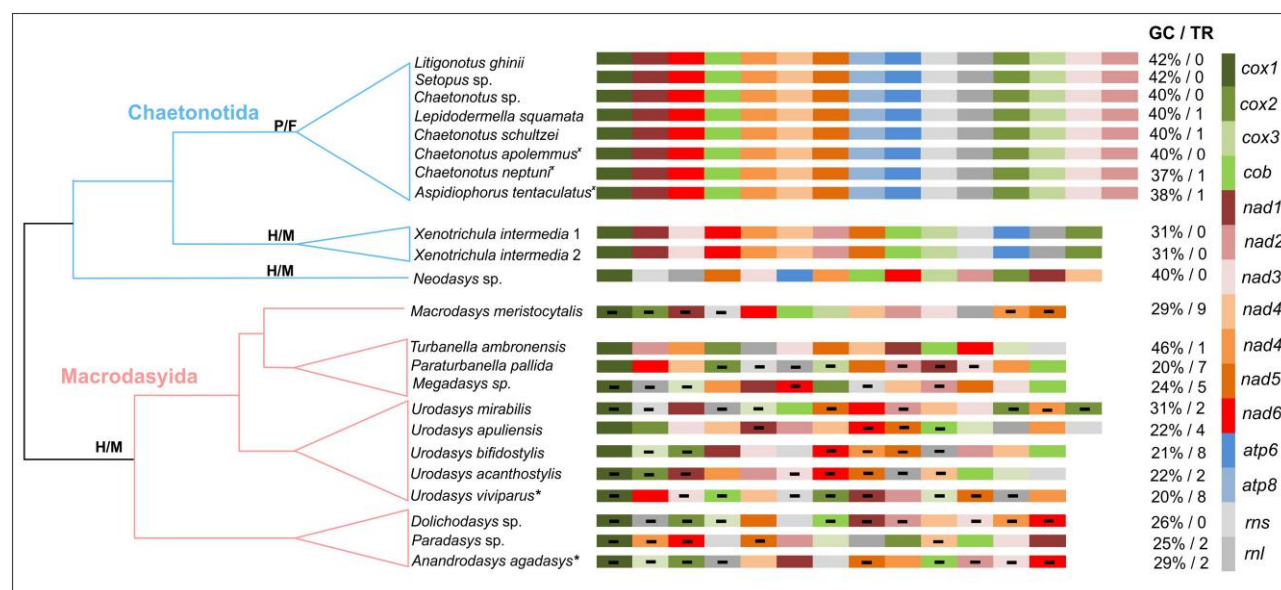 GC / TR
Litigonotus ghinii 42% / 0
Setopus sp. 42% / 0
Chaetonotus sp. 40% / 0
Lepidodermella squamata 40% / 1
Chaetonotus schultzei 40% / 1
Chaetonotus apolemmusˣ 40% / 0
Chaetonotus neptuniˣ 37% / 1
Aspidiophorus tentaculatusˣ 38% / 1
Chaetonotida
P/F
H/M
Xenotrichula intermedia 1 31% / 0
Xenotrichula intermedia 2 31% / 0
H/M
Neodasys sp. 40% / 0
Macrodasys meristocytalis 29% / 9
Turbanella ambronensis 46% / 1
Paraturbanella pallida 20% / 7
Megadasys sp. 24% / 5
Macrodasyida
H/M
Urodasys mirabilis 31% / 2
Urodasys apuliensis 22% / 4
Urodasys bifidostylis 21% / 8
Urodasys acanthostylis 22% / 2
Urodasys viviparus* 20% / 8
Dolichodasys sp. 26% / 0
Paradasys sp. 25% / 2
Anandrodasys agadasys* 29% / 2
cox1
cox2
cox3
cob
nad1
nad2
nad3
nad4
nad4
nad5
nad6
atp6
atp8
rns
rnl